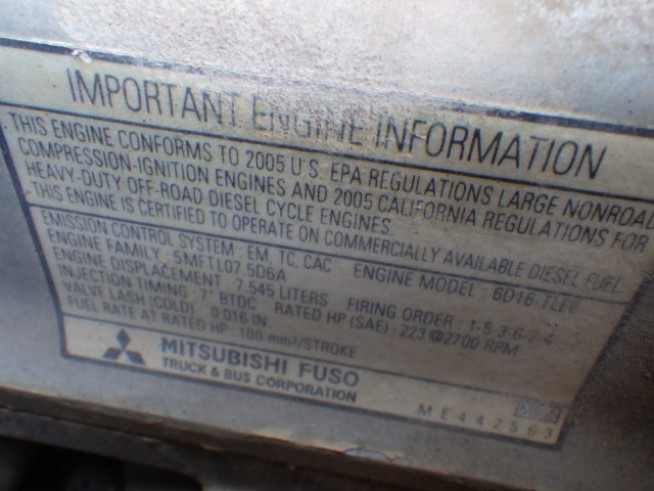 IMPORTANT ENGINE INFORMATION
THIS ENGINE CONFORMS TO 2005 U.S. EPA REGULATIONS LARGE NONROAD
COMPRESSION-IGNITION ENGINES AND 2005 CALIFORNIA REGULATIONS FOR
HEAVY-DUTY OFF-ROAD DIESEL CYCLE ENGINES.
THIS ENGINE IS CERTIFIED TO OPERATE ON COMMERCIALLY AVAILABLE DIESEL FUEL
EMISSION CONTROL SYSTEM : EM, TC, CAC ENGINE MODEL :
ENGINE FAMILY : 5MFTL07.5D6A
ENGINE DISPLACEMENT : 7.545 LITERS FIRING ORDER : 1-5-3-6-2-4
INJECTION TIMING : 7° BTDC RATED HP (SAE) : 223 @2700 RPM
VALVE LASH (COLD) : 0.016 IN
FUEL RATE AT RATED HP : 100 mm³/STROKE
MITSUBISHI FUSO
TRUCK & BUS CORPORATION
ME442563